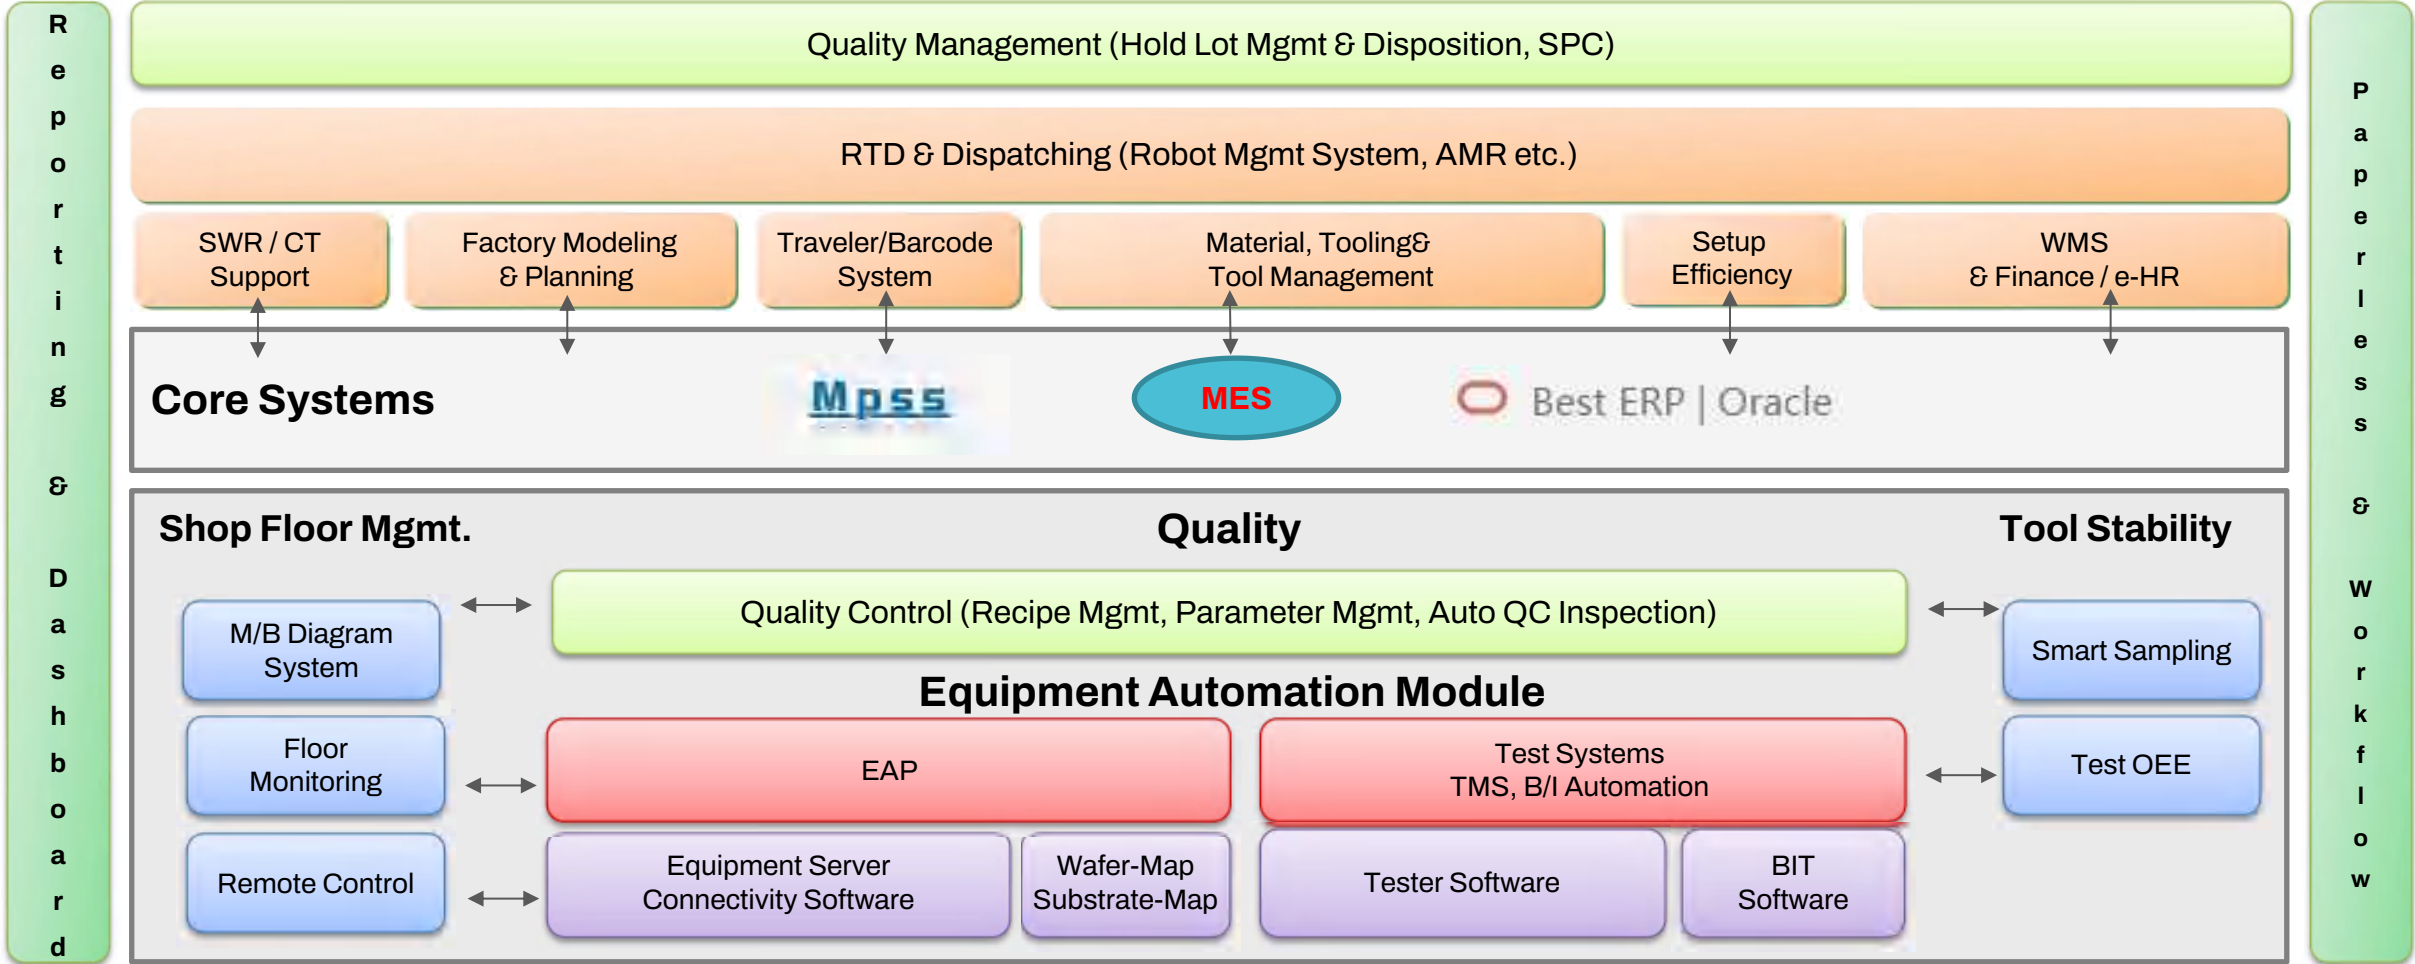 Reporting & Dashboard
Quality Management (Hold Lot Mgmt & Disposition, SPC)
RTD & Dispatching (Robot Mgmt System, AMR etc.)
SWR / CT
Support
Factory Modeling
& Planning
Traveler/Barcode
System
Material, Tooling&
Tool Management
Setup
Efficiency
WMS
& Finance / e-HR
Core Systems
Mpss
MES
Best ERP | Oracle
Shop Floor Mgmt.
Quality
Tool Stability
Quality Control (Recipe Mgmt, Parameter Mgmt, Auto QC Inspection)
M/B Diagram
System
Smart Sampling
Equipment Automation Module
Floor
Monitoring
EAP
Test Systems
TMS, B/I Automation
Test OEE
Remote Control
Equipment Server
Connectivity Software
Wafer-Map
Substrate-Map
Tester Software
BIT
Software
Paperless & Workflow